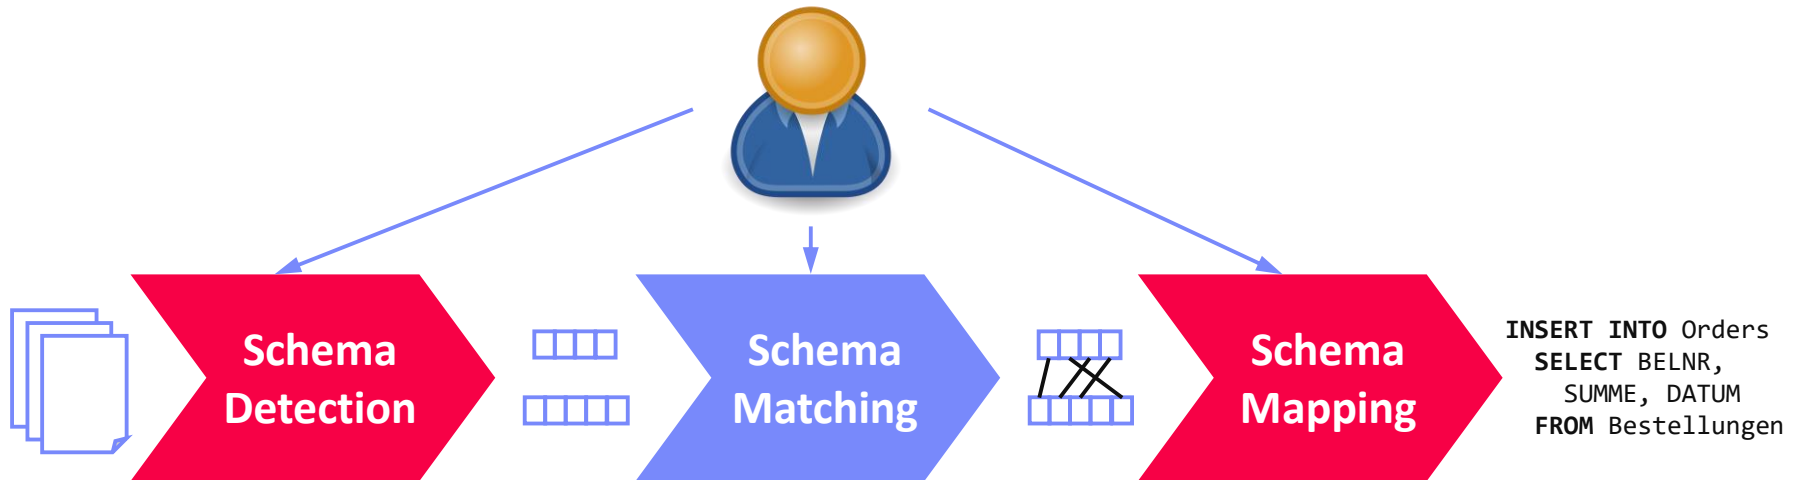 Schema
Detection
Schema
Matching
Schema
Mapping
INSERT INTO Orders
SELECT BELNR,
SUMME, DATUM
FROM Bestellungen